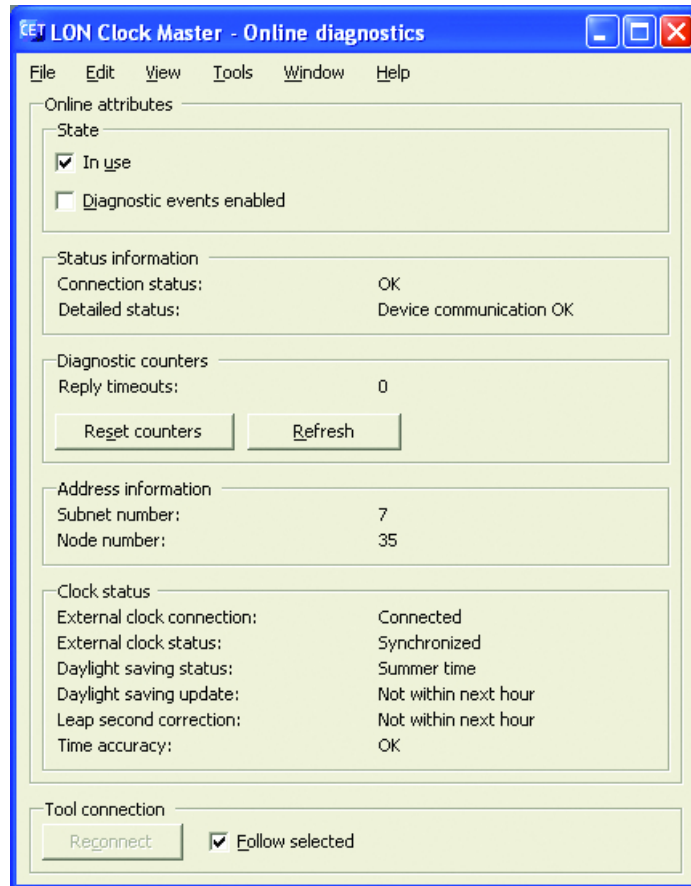 CET LON Clock Master - Online diagnostics
File Edit View Tools Window Help
Online attributes
State
In use
Diagnostic events enabled
Status information
Connection status: OK
Detailed status: Device communication OK
Diagnostic counters
Reply timeouts: 0
Reset counters Refresh
Address information
Subnet number: 7
Node number: 35
Clock status
External clock connection: Connected
External clock status: Synchronized
Daylight saving status: Summer time
Daylight saving update: Not within next hour
Leap second correction: Not within next hour
Time accuracy: OK
Tool connection
Reconnect Follow selected